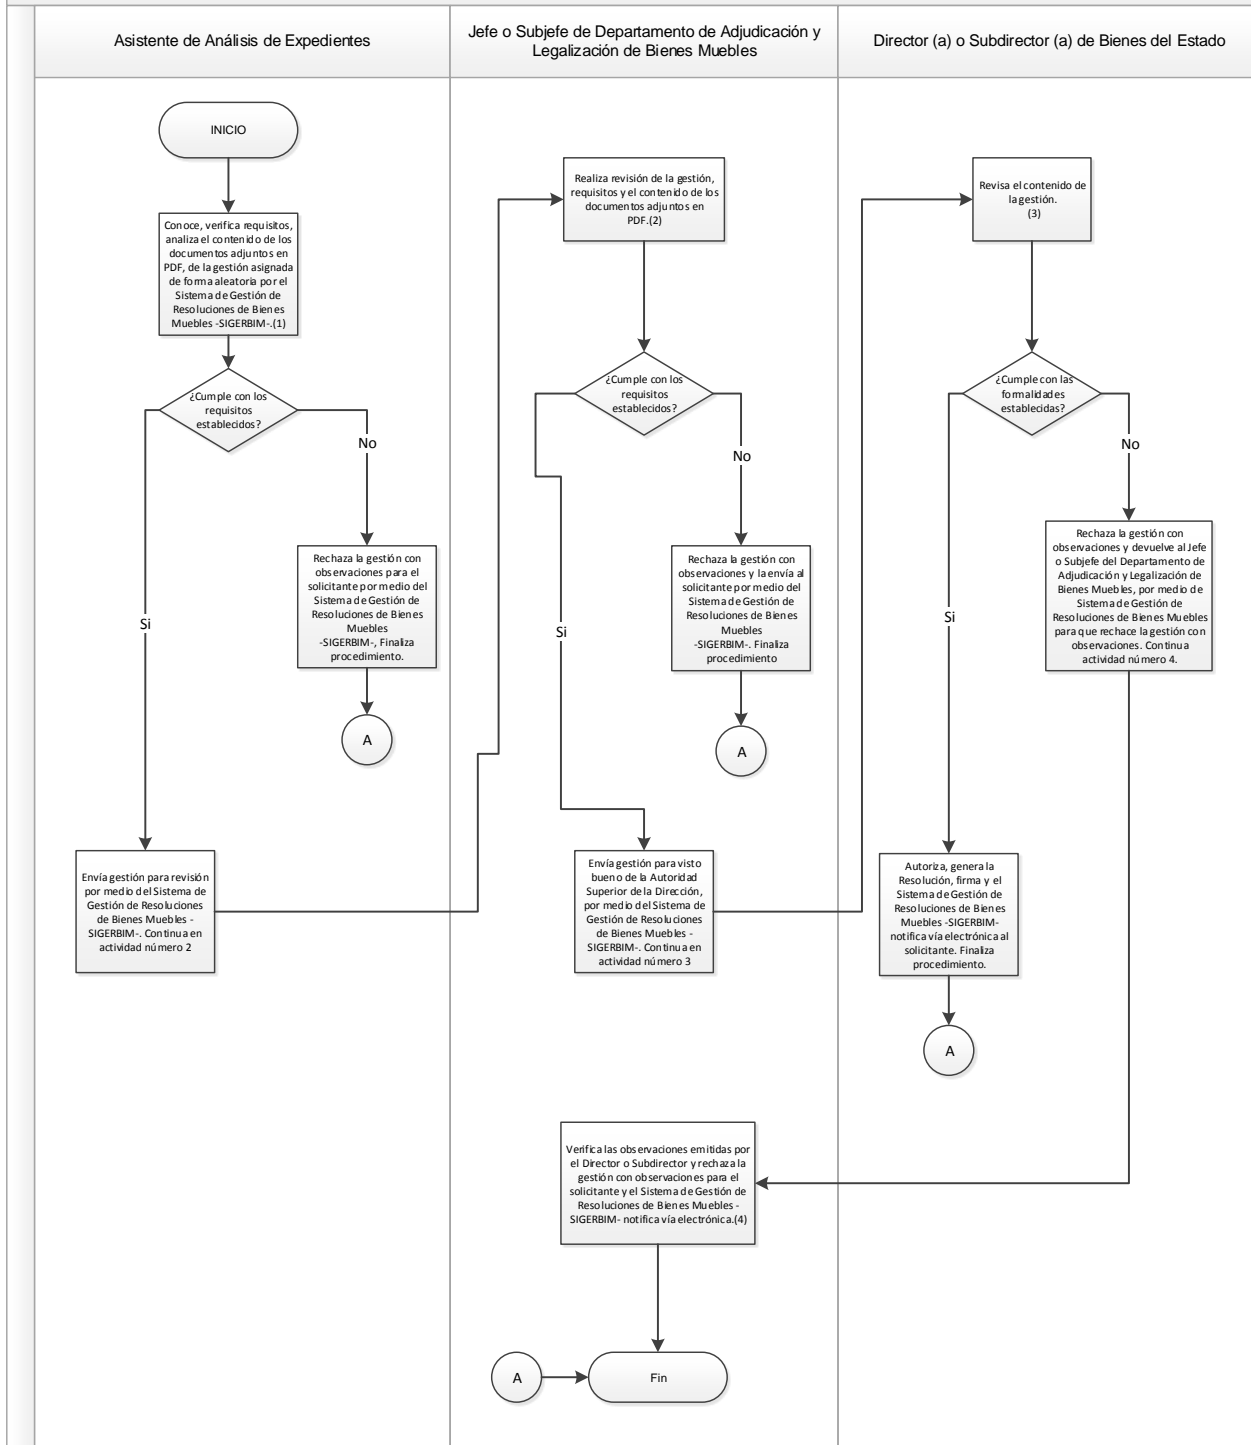 Asistente de Análisis de Expedientes
Jefe o Subjefe de Departamento de Adjudicación y
Legalización de Bienes Muebles
Director (a) o Subdirector (a) de Bienes del Estado
INICIO
Conoce, verifica requisitos,
analiza el contenido de los
documentos adjuntos en
PDF, de la gestión asignada
de forma aleatoria por el
Sistema de Gestión de
Resoluciones de Bienes
Muebles -SIGERBIM-.(1)
¿Cumple con los
requisitos
establecidos?
No
Si
Rechaza la gestión con
observaciones para el
solicitante por medio del
Sistema de Gestión de
Resoluciones de Bienes
Muebles
-SIGERBIM-, Finaliza
procedimiento.
A
Envía gestión para revisión
por medio del Sistema de
Gestión de Resoluciones
de Bienes Muebles -
SIGERBIM-. Continua en
actividad número 2
Realiza revisión de la gestión,
requisitos y el contenido de los
documentos adjuntos en
PDF.(2)
¿Cumple con los
requisitos
establecidos?
No
Si
Rechaza la gestión con
observaciones y la envía al
solicitante por medio del
Sistema de Gestión de
Resoluciones de Bienes
Muebles
-SIGERBIM-. Finaliza
procedimiento
A
Envía gestión para visto
bueno de la Autoridad
Superior de la Dirección,
por medio del Sistema de
Gestión de Resoluciones
de Bienes Muebles -
SIGERBIM-. Continua en
actividad número 3
Revisa el contenido de
la gestión.
(3)
¿Cumple con las
formalidades
establecidas?
No
Si
Rechaza la gestión con
observaciones y devuelve al Jefe
o Subjefe del Departamento de
Adjudicación y Legalización de
Bienes Muebles, por medio de
Sistema de Gestión de
Resoluciones de Bienes Muebles
para que rechace la gestión con
observaciones. Continua
actividad número 4.
Autoriza, genera la
Resolución, firma y el
Sistema de Gestión de
Resoluciones de Bienes
Muebles -SIGERBIM-
notifica vía electrónica al
solicitante. Finaliza
procedimiento.
A
Verifica las observaciones emitidas por
el Director o Subdirector y rechaza la
gestión con observaciones para el
solicitante y el Sistema de Gestión de
Resoluciones de Bienes Muebles -
SIGERBIM- notifica vía electrónica.(4)
A
Fin